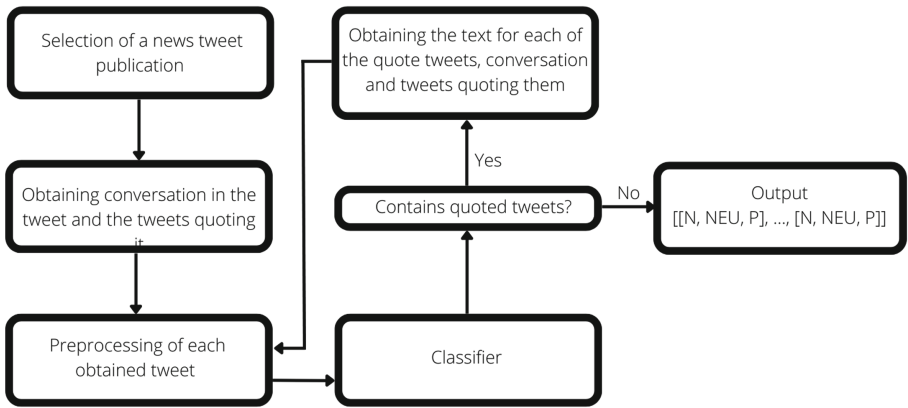 Selection of a news tweet
publication
Obtaining conversation in the
tweet and the tweets quoting
it
Preprocessing of each
obtained tweet
Classifier
Contains quoted tweets?
Yes
No
Obtaining the text for each of
the quote tweets, conversation
and tweets quoting them
Output
[[N, NEU, P], ..., [N, NEU, P]]